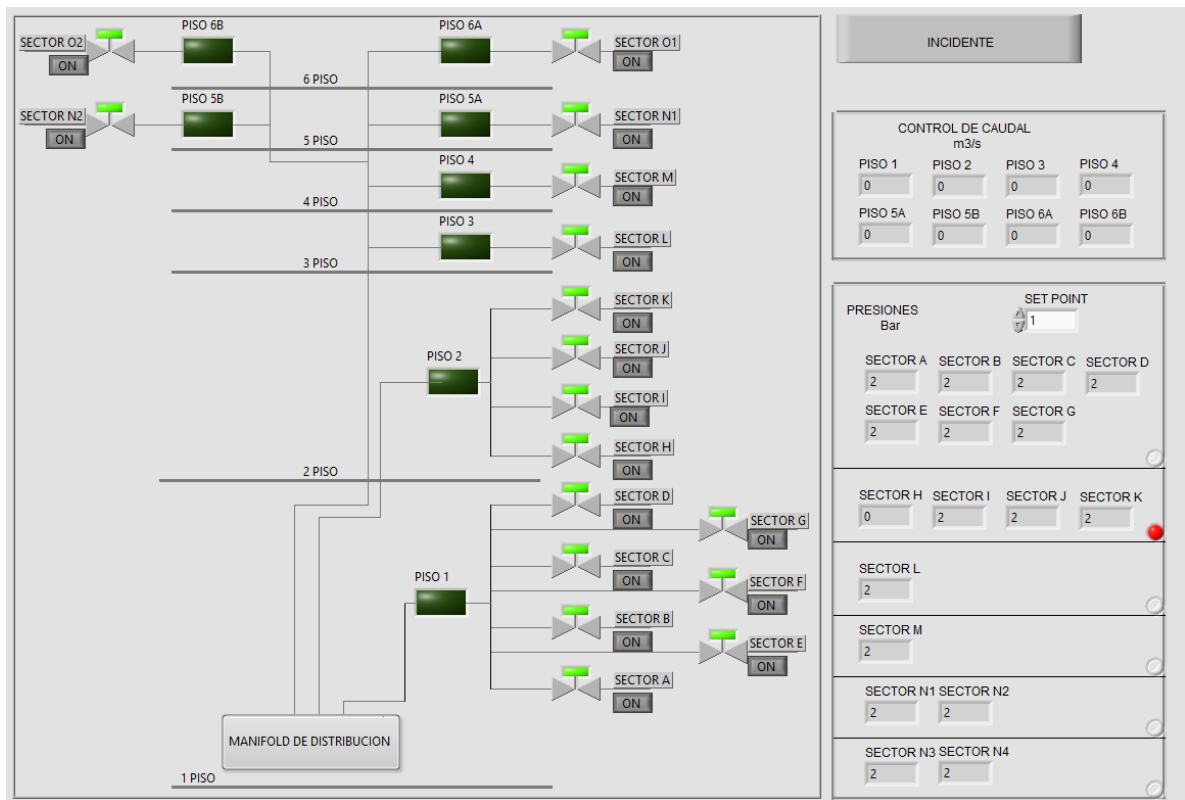 PISO 6B
PISO 6A
SECTOR O2
ON
SECTOR O1
ON
6 PISO
PISO 5B
PISO 5A
SECTOR N2
ON
SECTOR N1
ON
5 PISO
PISO 4
SECTOR M
ON
4 PISO
PISO 3
SECTOR L
ON
3 PISO
SECTOR K
ON
PISO 2
SECTOR J
ON
SECTOR I
ON
SECTOR H
ON
2 PISO
SECTOR D
ON
SECTOR G
ON
SECTOR C
ON
PISO 1
SECTOR F
ON
SECTOR B
ON
SECTOR E
ON
SECTOR A
ON
MANIFOLD DE DISTRIBUCION
1 PISO
INCIDENTE
CONTROL DE CAUDAL
m3/s
PISO 1 PISO 2 PISO 3 PISO 4
0 0 0 0
PISO 5A PISO 5B PISO 6A PISO 6B
0 0 0 0
PRESIONES
Bar
SET POINT
1
SECTOR A SECTOR B SECTOR C SECTOR D
2 2 2 2
SECTOR E SECTOR F SECTOR G
2 2 2
SECTOR H SECTOR I SECTOR J SECTOR K
0 2 2 2
SECTOR L
2
SECTOR M
2
SECTOR N1 SECTOR N2
2 2
SECTOR N3 SECTOR N4
2 2